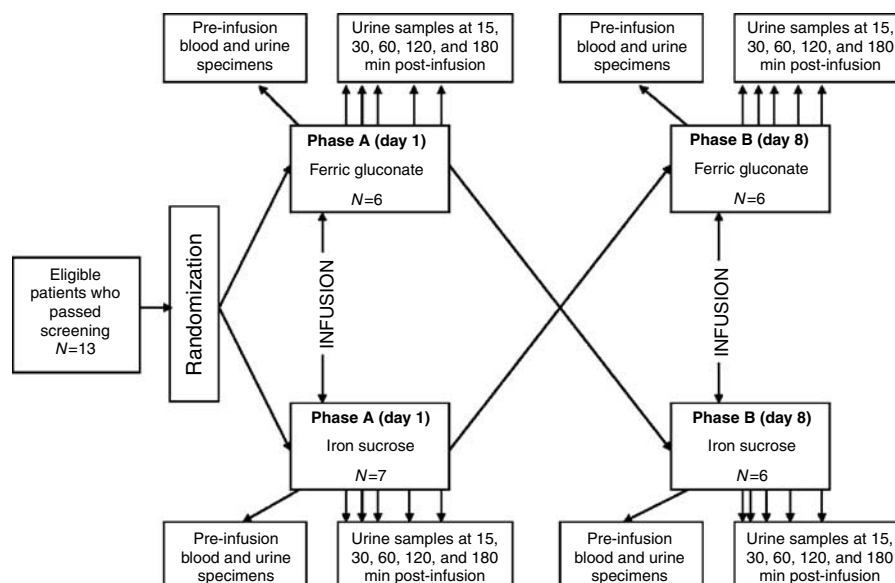 Pre-infusion
blood and urine
specimens
Urine samples at 15,
30, 60, 120, and 180
min post-infusion
Pre-infusion
blood and urine
specimens
Urine samples at 15,
30, 60, 120, and 180
min post-infusion
Phase A (day 1)
Ferric gluconate
N=6
Phase B (day 8)
Ferric gluconate
N=6
Eligible
patients who
passed
screening
N=13
Randomization
INFUSION
INFUSION
Phase A (day 1)
Iron sucrose
N=7
Phase B (day 8)
Iron sucrose
N=6
Pre-infusion
blood and urine
specimens
Urine samples at 15,
30, 60, 120, and 180
min post-infusion
Pre-infusion
blood and urine
specimens
Urine samples at 15,
30, 60, 120, and 180
min post-infusion